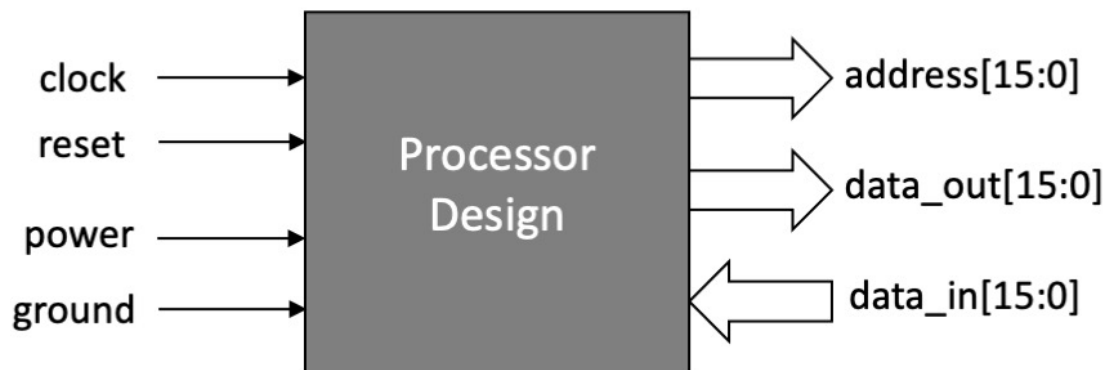 clock
reset
power
ground
Processor
Design
address[15:0]
data_out[15:0]
data_in[15:0]